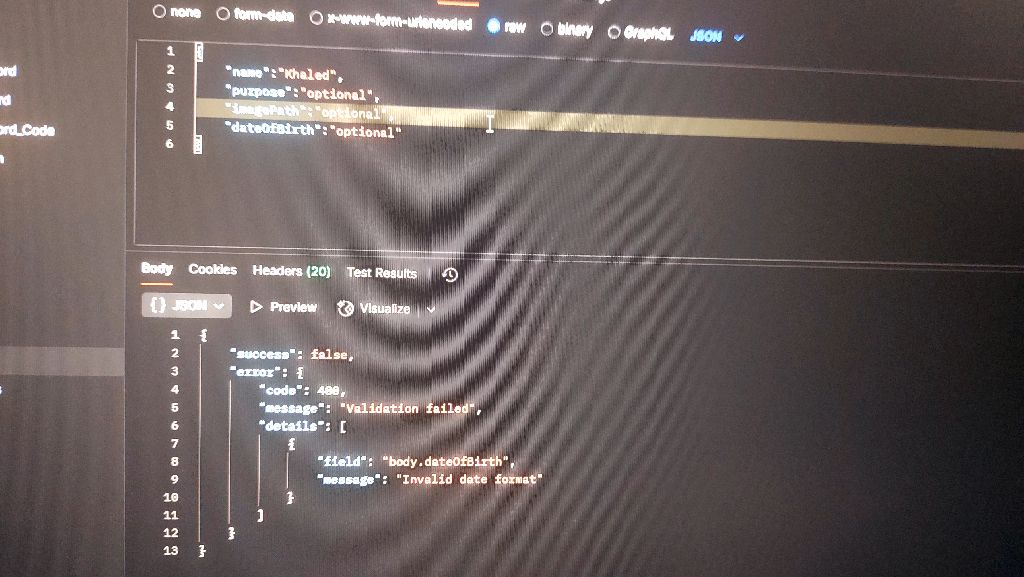 none form-data x-www-form-urlencoded raw binary GraphQL JSON
1 {
2 "name":"Khaled",
3 "purpose":"optional",
4 "imagePath":"optional",
5 "dateOfBirth":"optional"
6 }
ord
rd
ord_Code
Body Cookies Headers (20) Test Results
{} JSON Preview Visualize
1 {
2 "success": false,
3 "error": {
4 "code": 400,
5 "message": "Validation failed",
6 "details": [
7 {
8 "field": "body.dateOfBirth",
9 "message": "Invalid date format"
10 }
11 ]
12 }
13 }